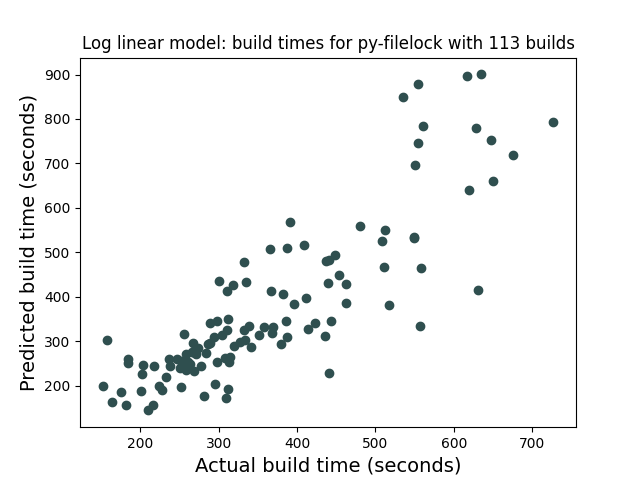 Log linear model: build times for py-filelock with 113 builds
900
800
700
600
500
400
300
200
Predicted build time (seconds)
200 300 400 500 600 700
Actual build time (seconds)